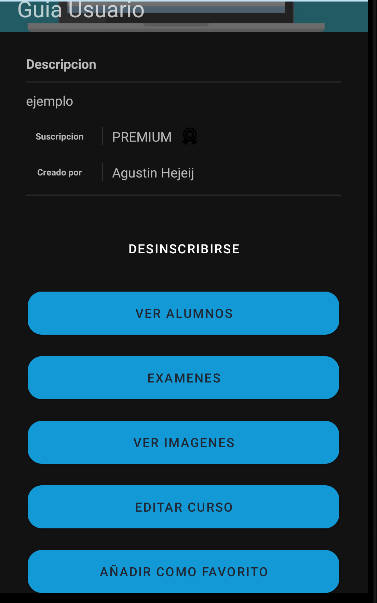 Guia Usuario
Descripcion
ejemplo
Suscripcion PREMIUM
Creado por Agustin Hejeij
DESINSCRIBIRSE
VER ALUMNOS
EXAMENES
VER IMAGENES
EDITAR CURSO
AÑADIR COMO FAVORITO